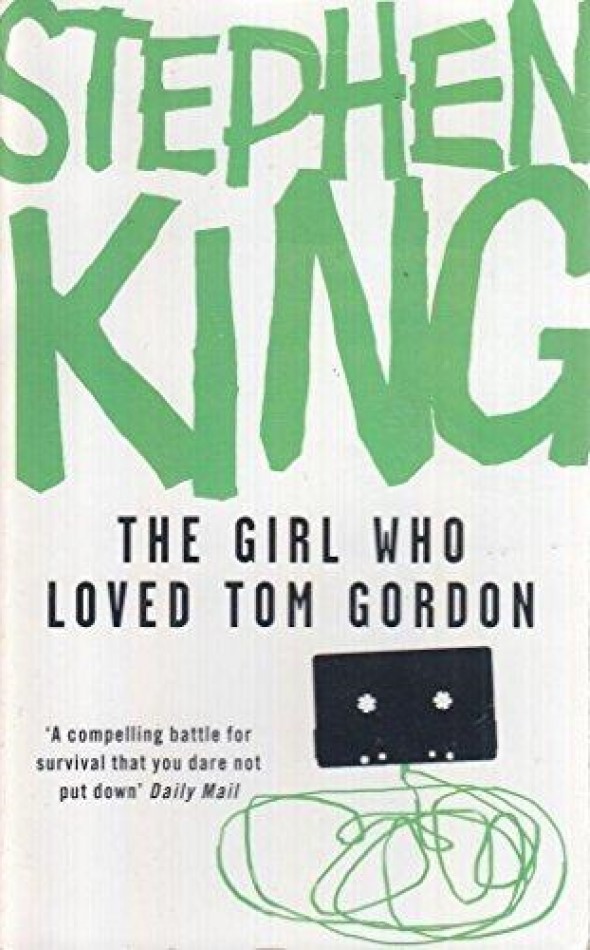 STEPHEN
KING
THE GIRL WHO
LOVED TOM GORDON
'A compelling battle for
survival that you dare not
put down' Daily Mail